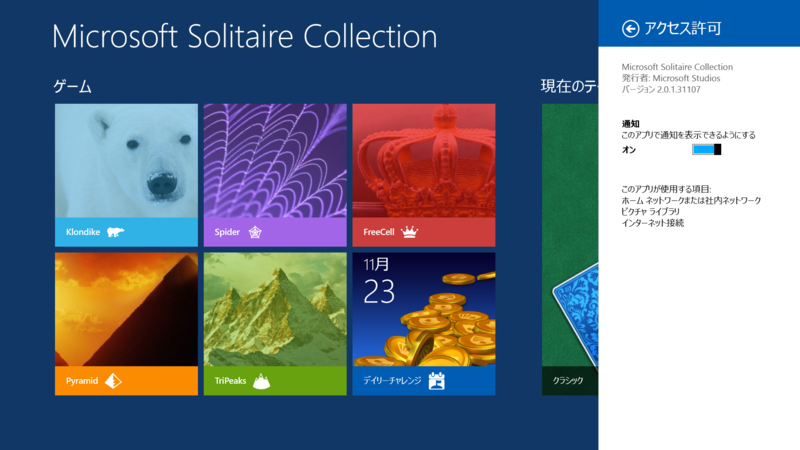 Microsoft Solitaire Collection
ゲーム
Klondike
Spider
FreeCell
Pyramid
TriPeaks
11月
23
デイリーチャレンジ
現在のテ
クラシック
アクセス許可
Microsoft Solitaire Collection
発行者: Microsoft Studios
バージョン 2.0.1.31107
通知
このアプリで通知を表示できるようにする
オン
このアプリが使用する項目:
ホーム ネットワークまたは社内ネットワーク
ピクチャ ライブラリ
インターネット接続